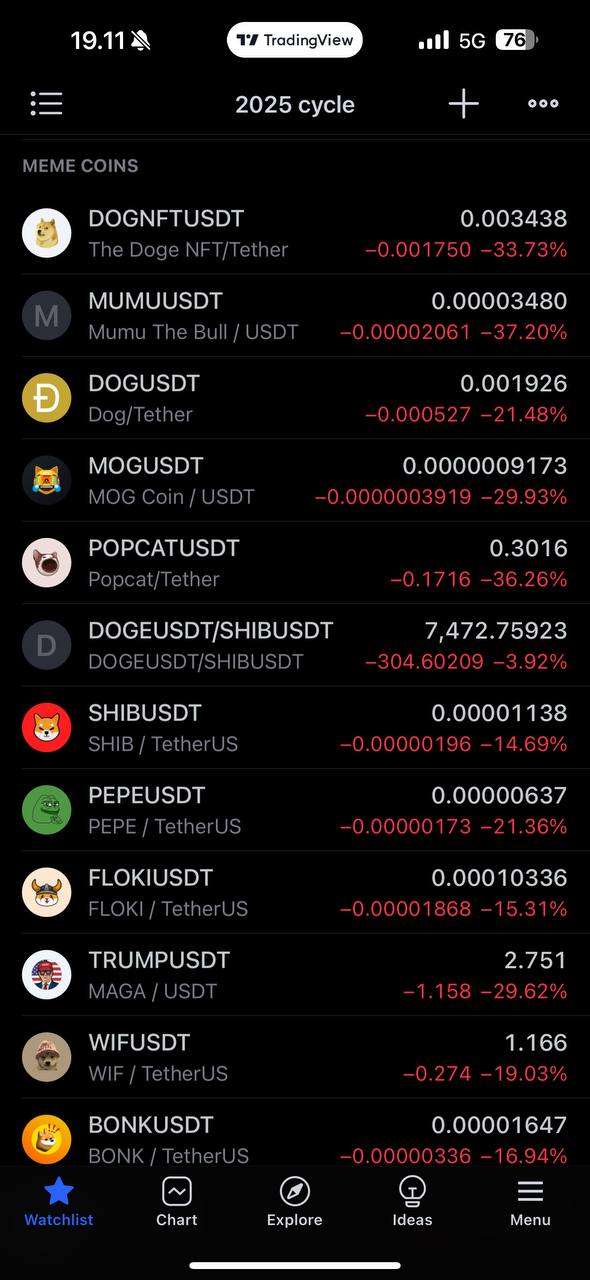 19.11
TradingView
5G 76
2025 cycle
MEME COINS
DOGNFTUSDT 0.003438
The Doge NFT/Tether −0.001750 −33.73%
M MUMUUSDT 0.00003480
Mumu The Bull / USDT −0.00002061 −37.20%
DOGUSDT 0.001926
Dog/Tether −0.000527 −21.48%
MOGUSDT 0.0000009173
MOG Coin / USDT −0.0000003919 −29.93%
POPCATUSDT 0.3016
Popcat/Tether −0.1716 −36.26%
D DOGEUSDT/SHIBUSDT 7,472.75923
DOGEUSDT/SHIBUSDT −304.60209 −3.92%
SHIBUSDT 0.00001138
SHIB / TetherUS −0.00000196 −14.69%
PEPEUSDT 0.00000637
PEPE / TetherUS −0.00000173 −21.36%
FLOKIUSDT 0.00010336
FLOKI / TetherUS −0.00001868 −15.31%
TRUMPUSDT 2.751
MAGA / USDT −1.158 −29.62%
WIFUSDT 1.166
WIF / TetherUS −0.274 −19.03%
BONKUSDT 0.00001647
BONK / TetherUS −0.00000336 −16.94%
Watchlist Chart Explore Ideas Menu